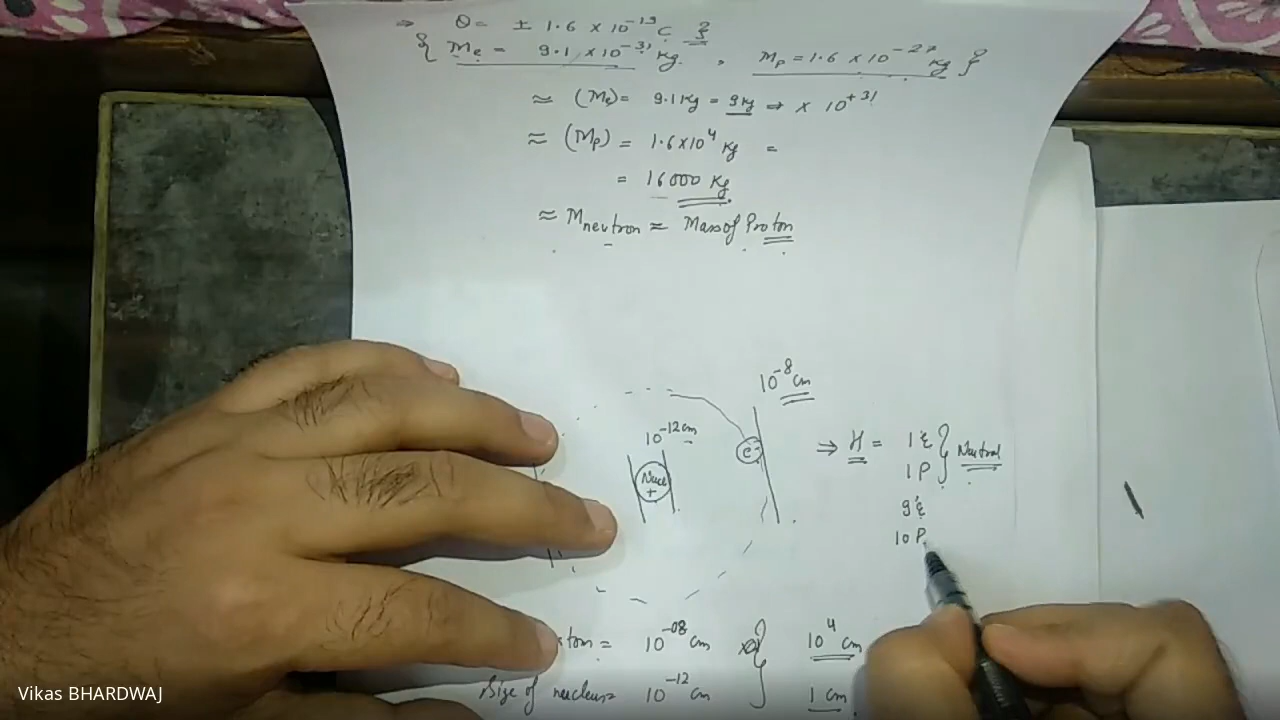 ⇒ Q = ± 1.6 × 10⁻¹⁹ C }
{ Me = 9.1 × 10⁻³¹ Kg. , Mp = 1.6 × 10⁻²⁷ Kg }
≈ (Me) = 9.1 Kg = 9 Kg ⇒ × 10⁺³¹
≈ (Mp) = 1.6×10⁴ Kg =
= 16000 Kg
≈ Mneutron ≈ Mass of Proton
10⁻⁸ cm
10⁻¹² cm
e⁻
Nucl
+
⇒ H = 1 e⁻
1 P } Neutral
9 e⁻
10 P
= 10⁻⁰⁸ cm } 10⁴ cm
Size of nucleus = 10⁻¹² cm 1 cm
Vikas BHARDWAJ